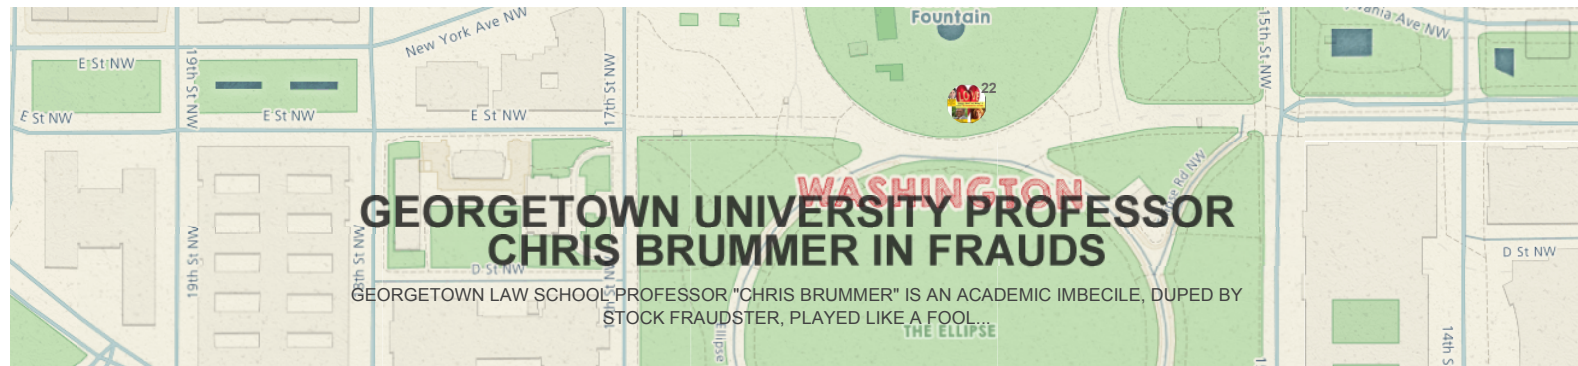 Fountain
New York Ave NW
15th St NW
ania Ave NW
E St NW
19th St NW
17th St NW
22
E St NW
E St NW
E St NW
WASHINGTON
GEORGETOWN UNIVERSITY PROFESSOR
CHRIS BRUMMER IN FRAUDS
D St NW
D St NW
19th St NW
GEORGETOWN LAW SCHOOL PROFESSOR "CHRIS BRUMMER" IS AN ACADEMIC IMBECILE, DUPED BY
STOCK FRAUDSTER, PLAYED LIKE A FOOL...
THE ELLIPSE
Ellipse
14th S